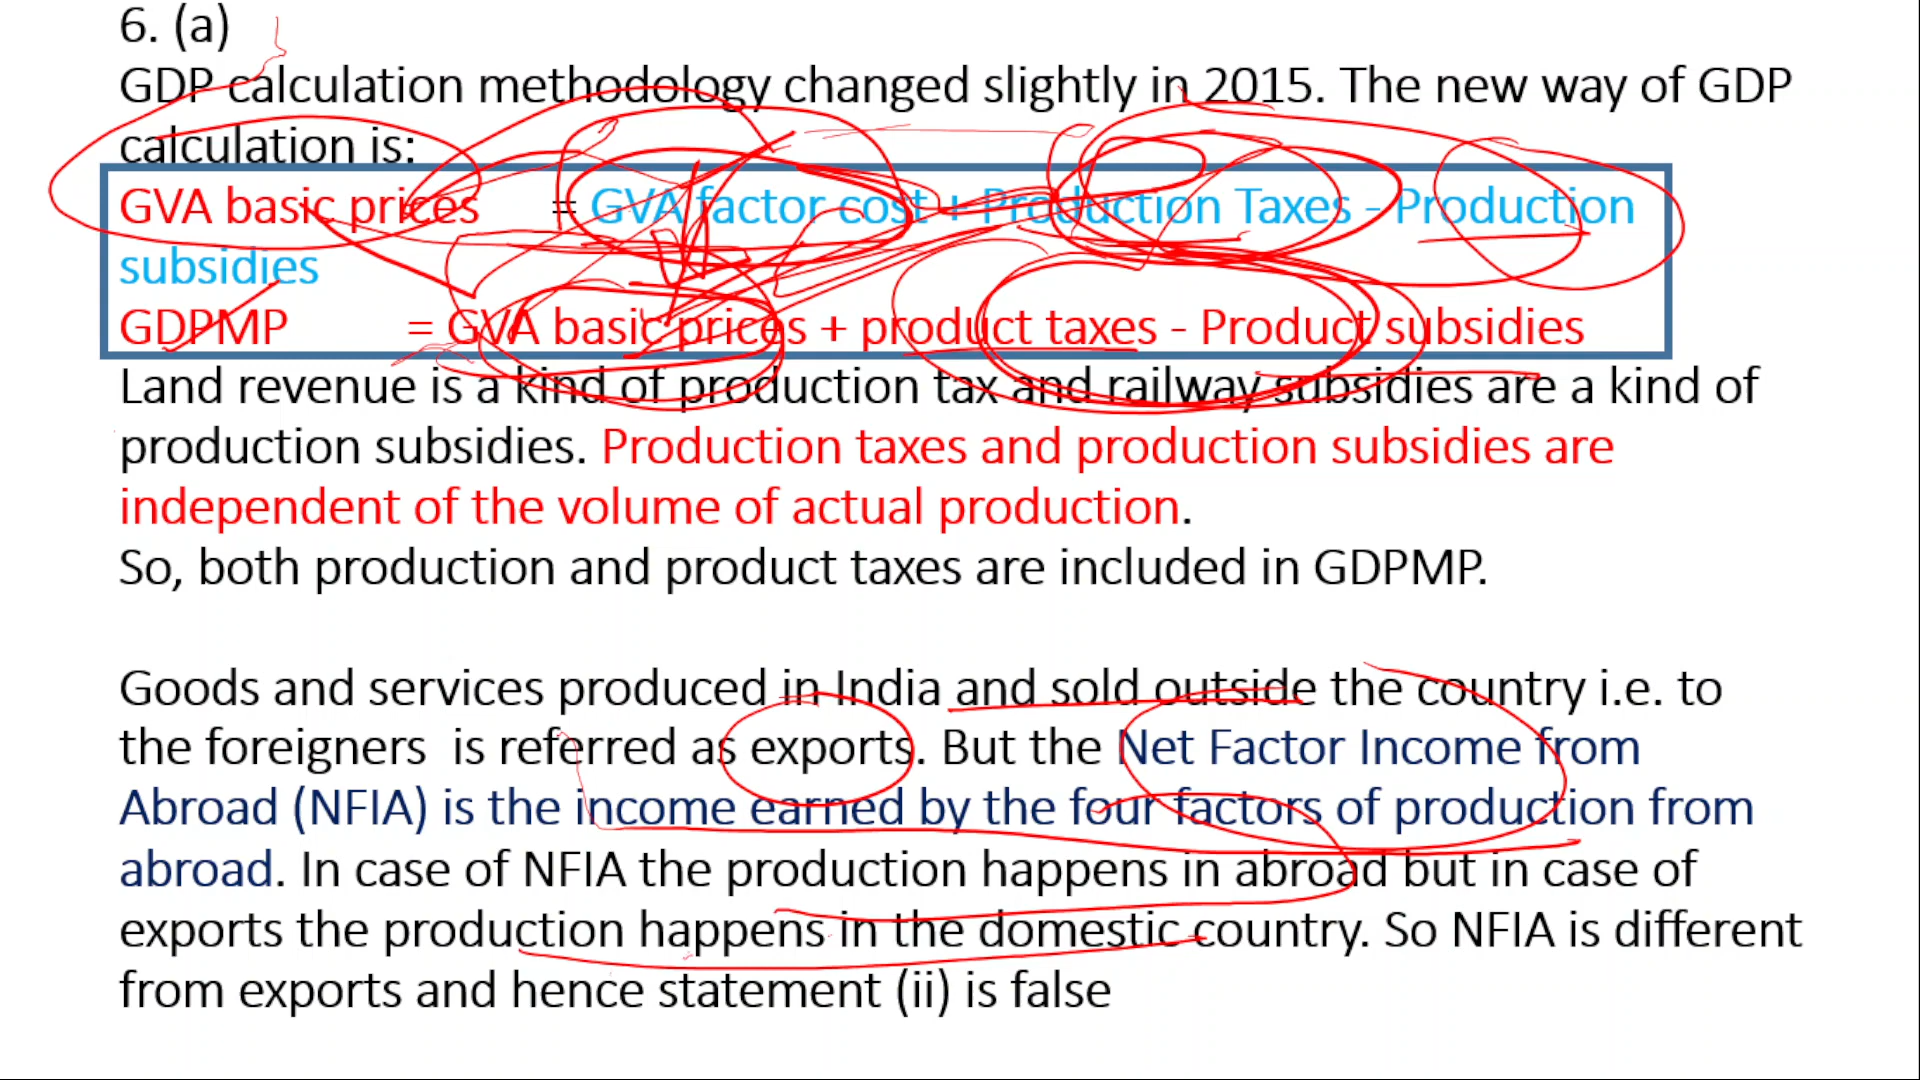 6. (a)
GDP calculation methodology changed slightly in 2015. The new way of GDP
calculation is:
GVA basic prices = GVA factor cost + Production Taxes - Production
subsidies
GDPMP = GVA basic prices + product taxes - Product subsidies
Land revenue is a kind of production tax and railway subsidies are a kind of
production subsidies. Production taxes and production subsidies are
independent of the volume of actual production.
So, both production and product taxes are included in GDPMP.
Goods and services produced in India and sold outside the country i.e. to
the foreigners is referred as exports. But the Net Factor Income from
Abroad (NFIA) is the income earned by the four factors of production from
abroad. In case of NFIA the production happens in abroad but in case of
exports the production happens in the domestic country. So NFIA is different
from exports and hence statement (ii) is false